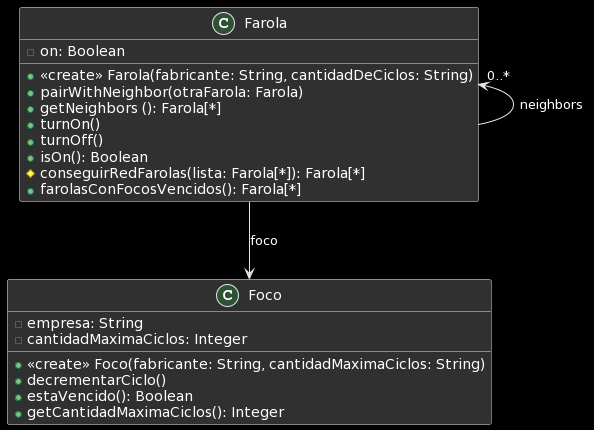 C Farola
on: Boolean
«create» Farola(fabricante: String, cantidadDeCiclos: String)
pairWithNeighbor(otraFarola: Farola)
getNeighbors (): Farola[*]
turnOn()
turnOff()
isOn(): Boolean
conseguirRedFarolas(lista: Farola[*]): Farola[*]
farolasConFocosVencidos(): Farola[*]
0..*
neighbors
foco
C Foco
empresa: String
cantidadMaximaCiclos: Integer
«create» Foco(fabricante: String, cantidadMaximaCiclos: String)
decrementarCiclo()
estaVencido(): Boolean
getCantidadMaximaCiclos(): Integer